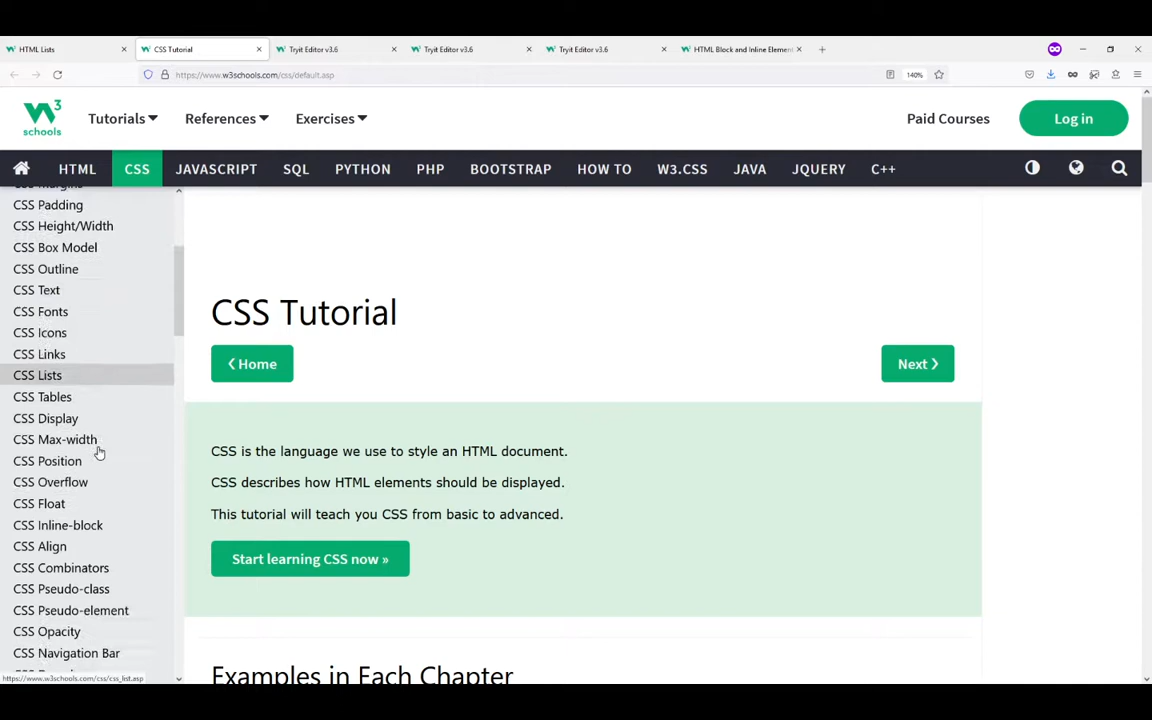 HTML Lists
CSS Tutorial
Tryit Editor v3.6
Tryit Editor v3.6
Tryit Editor v3.6
HTML Block and Inline Element
https://www.w3schools.com/css/default.asp
140%
W3
schools
Tutorials
References
Exercises
Paid Courses
Log in
HTML
CSS
JAVASCRIPT
SQL
PYTHON
PHP
BOOTSTRAP
HOW TO
W3.CSS
JAVA
JQUERY
C++
CSS Margins
CSS Padding
CSS Height/Width
CSS Box Model
CSS Outline
CSS Text
CSS Fonts
CSS Icons
CSS Links
CSS Lists
CSS Tables
CSS Display
CSS Max-width
CSS Position
CSS Overflow
CSS Float
CSS Inline-block
CSS Align
CSS Combinators
CSS Pseudo-class
CSS Pseudo-element
CSS Opacity
CSS Navigation Bar
https://www.w3schools.com/css/css_list.asp
CSS Tutorial
❮ Home
Next ❯
CSS is the language we use to style an HTML document.
CSS describes how HTML elements should be displayed.
This tutorial will teach you CSS from basic to advanced.
Start learning CSS now »
Examples in Each Chapter